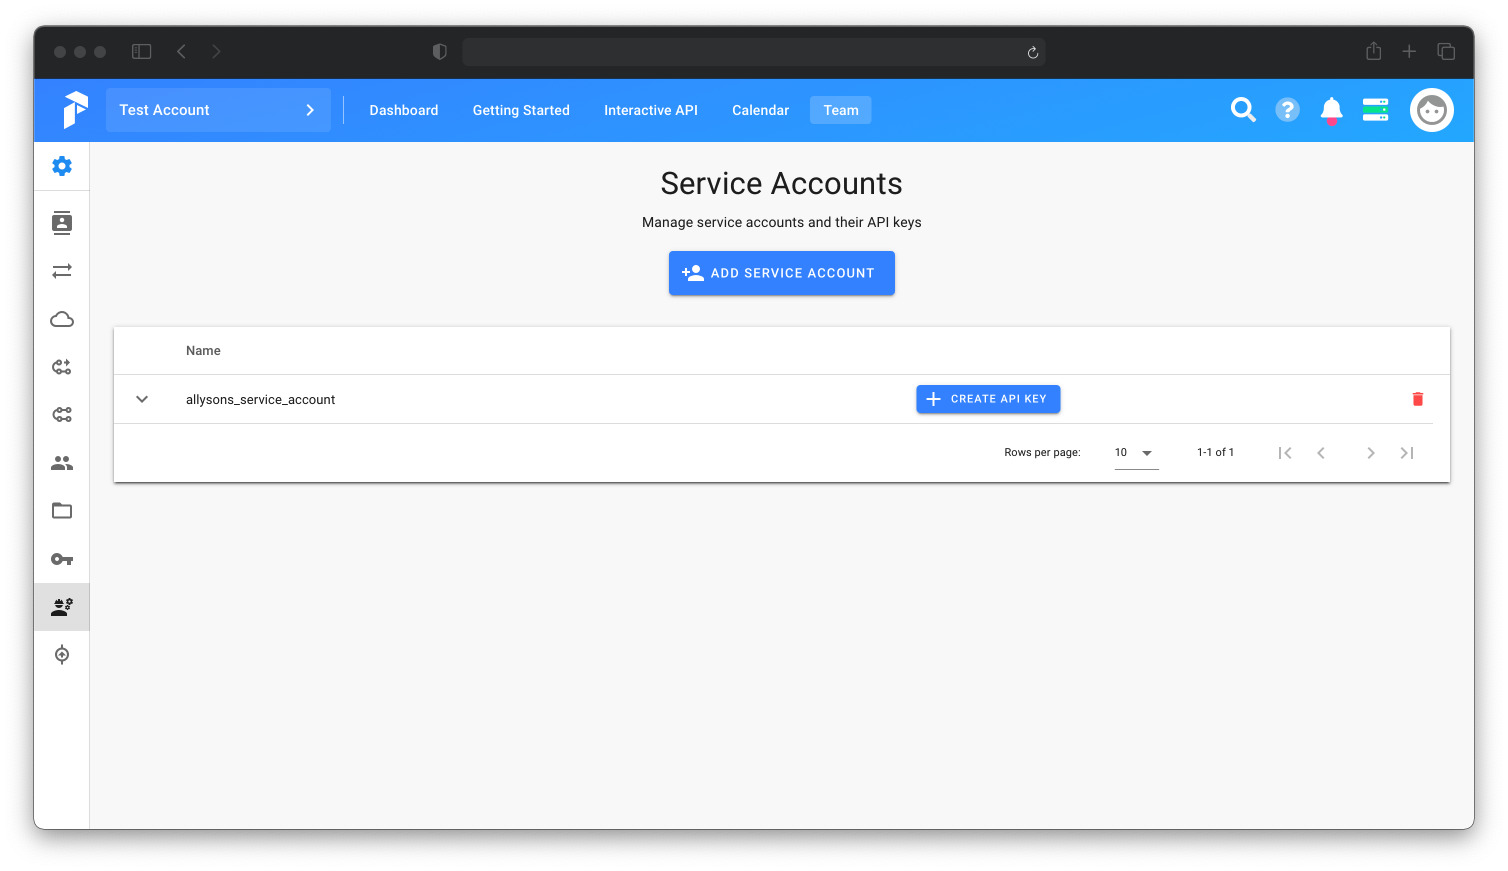 Test Account
Dashboard
Getting Started
Interactive API
Calendar
Team
?
Service Accounts
Manage service accounts and their API keys
ADD SERVICE ACCOUNT
Name
allysons_service_account
CREATE API KEY
Rows per page: 10 1-1 of 1